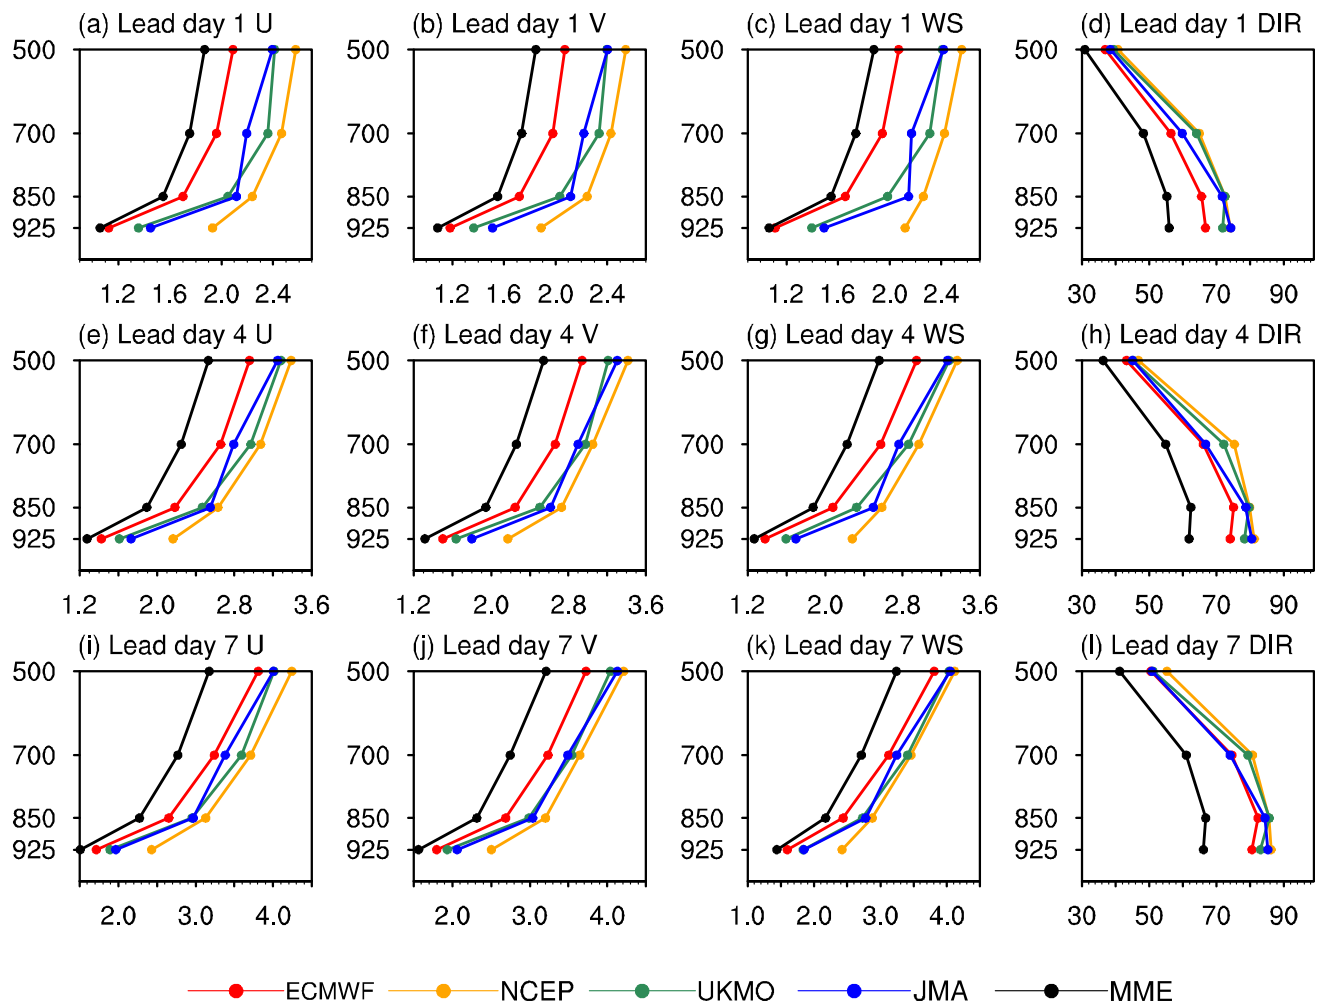 (a) Lead day 1 U
(b) Lead day 1 V
(c) Lead day 1 WS
(d) Lead day 1 DIR
500
700
850
925
1.2 1.6 2.0 2.4
500
700
850
925
1.2 1.6 2.0 2.4
500
700
850
925
1.2 1.6 2.0 2.4
500
700
850
925
30 50 70 90
(e) Lead day 4 U
(f) Lead day 4 V
(g) Lead day 4 WS
(h) Lead day 4 DIR
500
700
850
925
1.2 2.0 2.8 3.6
500
700
850
925
1.2 2.0 2.8 3.6
500
700
850
925
1.2 2.0 2.8 3.6
500
700
850
925
30 50 70 90
(i) Lead day 7 U
(j) Lead day 7 V
(k) Lead day 7 WS
(l) Lead day 7 DIR
500
700
850
925
2.0 3.0 4.0
500
700
850
925
2.0 3.0 4.0
500
700
850
925
1.0 2.0 3.0 4.0
500
700
850
925
30 50 70 90
ECMWF NCEP UKMO JMA MME